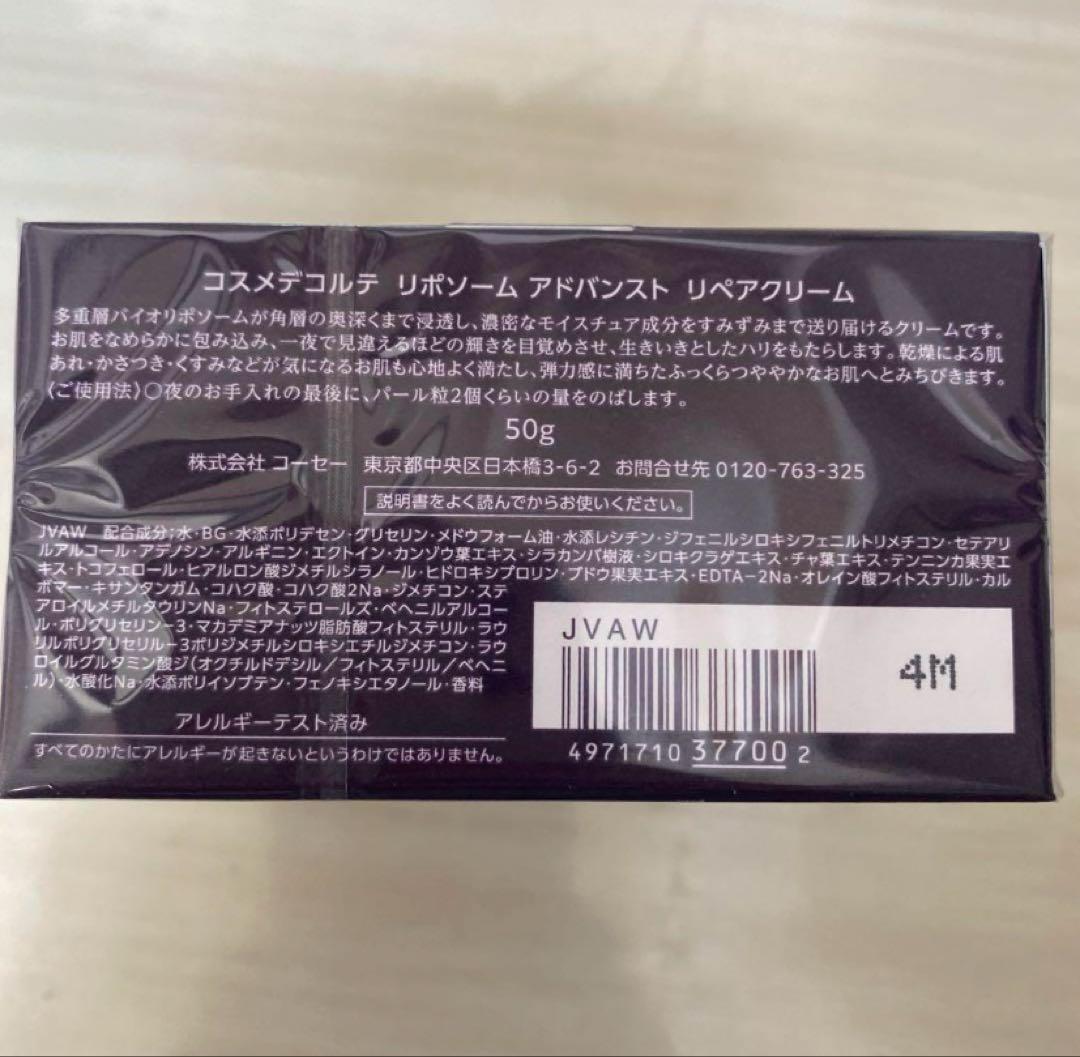 コスメデコルテ リポソーム アドバンスト リペアクリーム
多重層バイオリポソームが角層の奥深くまで浸透し、濃密なモイスチュア成分をすみずみまで送り届けるクリームです。
お肌をなめらかに包み込み、一夜で見違えるほどの輝きを目覚めさせ、生きいきとしたハリをもたらします。乾燥による肌
あれ・かさつき・くすみなどが気になるお肌も心地よく満たし、弾力感に満ちたふっくらつややかなお肌へとみちびきます。
〈ご使用法〉○夜のお手入れの最後に、パール粒2個くらいの量をのばします。
50g
株式会社 コーセー 東京都中央区日本橋3-6-2 お問合せ先 0120-763-325
説明書をよく読んでからお使いください。
JVAW 配合成分;水・BG・水添ポリデセン・グリセリン・メドウフォーム油・水添レシチン・ジフェニルシロキシフェニルトリメチコン・セテアリ
ルアルコール・アデノシン・アルギニン・エクトイン・カンゾウ葉エキス・シラカンバ樹液・シロキクラゲエキス・チャ葉エキス・テンニンカ果実エ
キス・トコフェロール・ヒアルロン酸ジメチルシラノール・ヒドロキシプロリン・ブドウ果実エキス・EDTA-2Na・オレイン酸フィトステリル・カル
ボマー・キサンタンガム・コハク酸・コハク酸2Na・ジメチコン・ステ
アロイルメチルタウリンNa・フィトステロールズ・ベヘニルアルコー
ル・ポリグリセリン-3・マカデミアナッツ脂肪酸フィトステリル・ラウ
リルポリグリセリル-3ポリジメチルシロキシエチルジメチコン・ラウ
ロイルグルタミン酸ジ(オクチルドデシル/フィトステリル/ベヘニ
ル)・水酸化Na・水添ポリイソブテン・フェノキシエタノール・香料
アレルギーテスト済み
すべてのかたにアレルギーが起きないというわけではありません。
JVAW
4M
4971710 37700 2